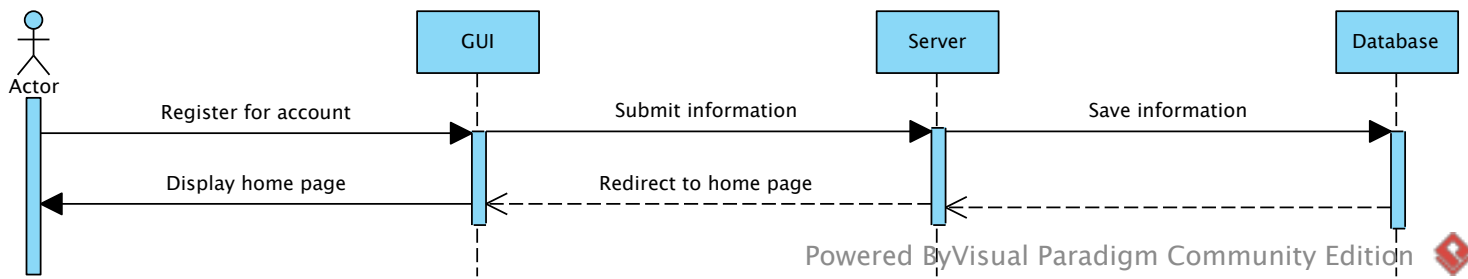 GUI
Server
Database
Actor
Register for account
Submit information
Save information
Display home page
Redirect to home page
Powered ByVisual Paradigm Community Edition